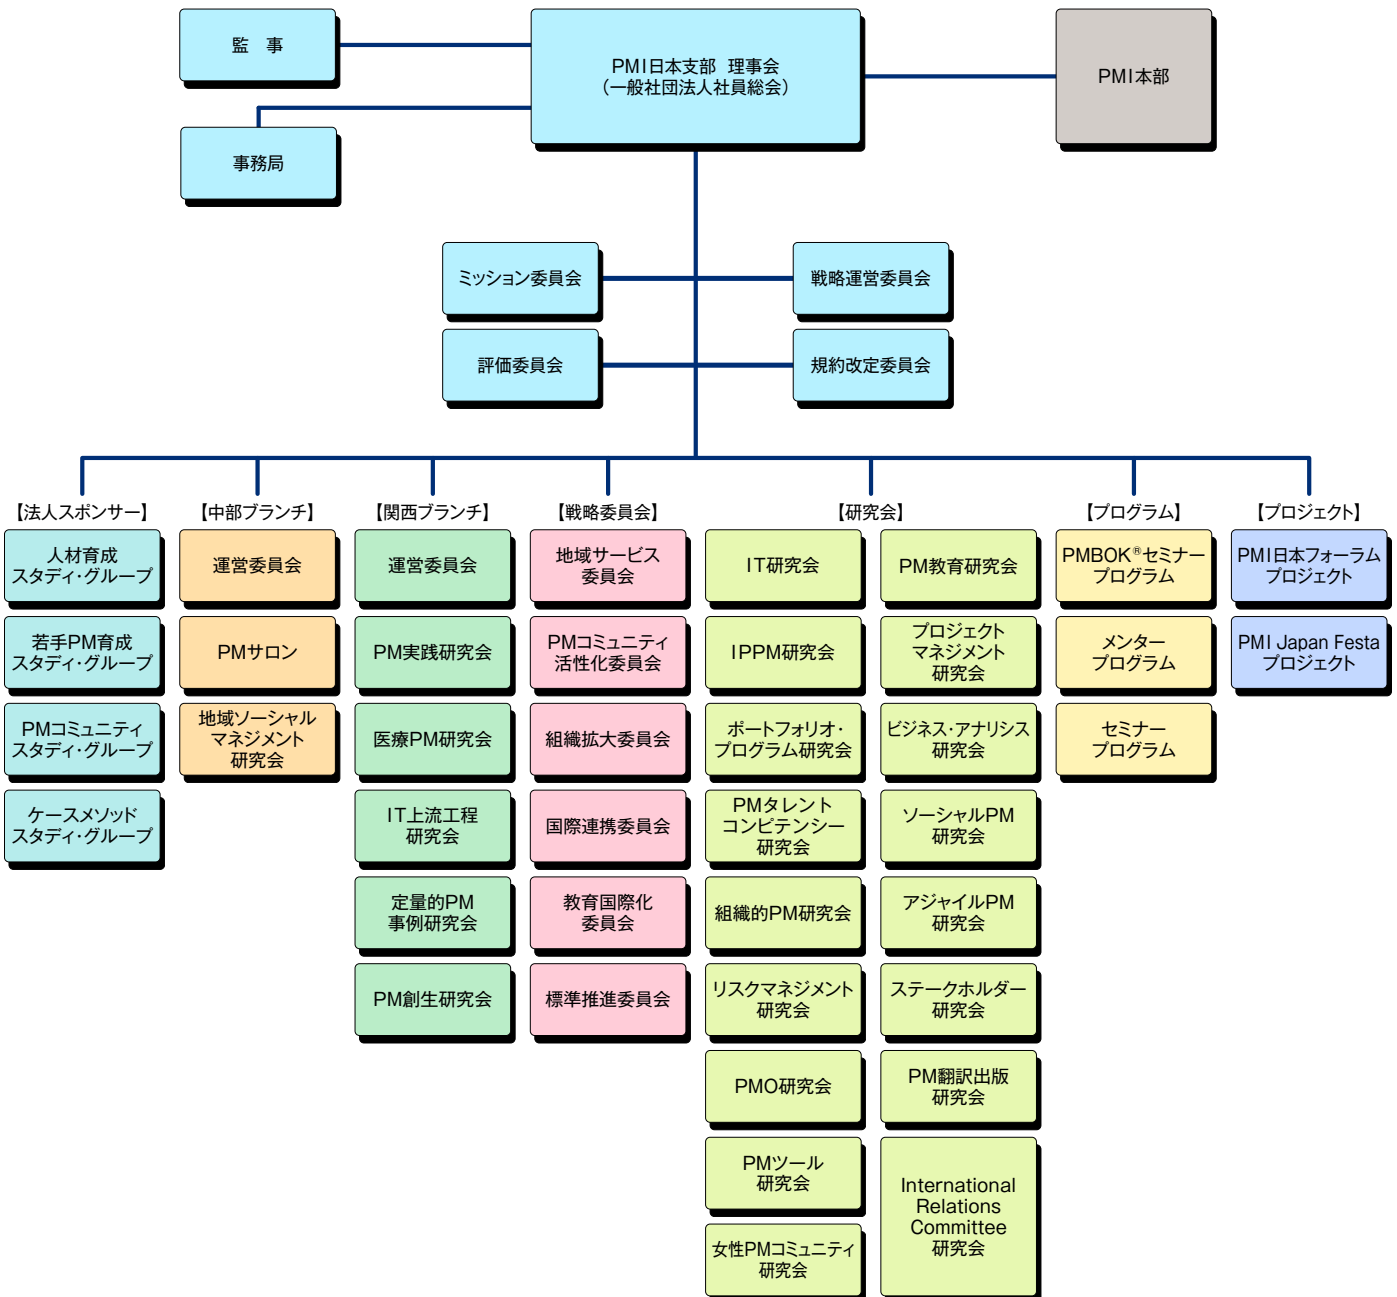 監　事
PMI日本支部　理事会
（一般社団法人社員総会）
PMI本部
事務局
ミッション委員会
戦略運営委員会
評価委員会
規約改定委員会
【法人スポンサー】
人材育成
スタディ・グループ
若手PM育成
スタディ・グループ
PMコミュニティ
スタディ・グループ
ケースメソッド
スタディ・グループ
【中部ブランチ】
運営委員会
PMサロン
地域ソーシャル
マネジメント
研究会
【関西ブランチ】
運営委員会
PM実践研究会
医療PM研究会
IT上流工程
研究会
定量的PM
事例研究会
PM創生研究会
【戦略委員会】
地域サービス
委員会
PMコミュニティ
活性化委員会
組織拡大委員会
国際連携委員会
教育国際化
委員会
標準推進委員会
【研究会】
IT研究会
IPPM研究会
ポートフォリオ・
プログラム研究会
PMタレント
コンピテンシー
研究会
組織的PM研究会
リスクマネジメント
研究会
PMO研究会
PMツール
研究会
女性PMコミュニティ
研究会
PM教育研究会
プロジェクト
マネジメント
研究会
ビジネス・アナリシス
研究会
ソーシャルPM
研究会
アジャイルPM
研究会
ステークホルダー
研究会
PM翻訳出版
研究会
International
Relations
Committee
研究会
【プログラム】
PMBOK®セミナー
プログラム
メンター
プログラム
セミナー
プログラム
【プロジェクト】
PMI日本フォーラム
プロジェクト
PMI Japan Festa
プロジェクト